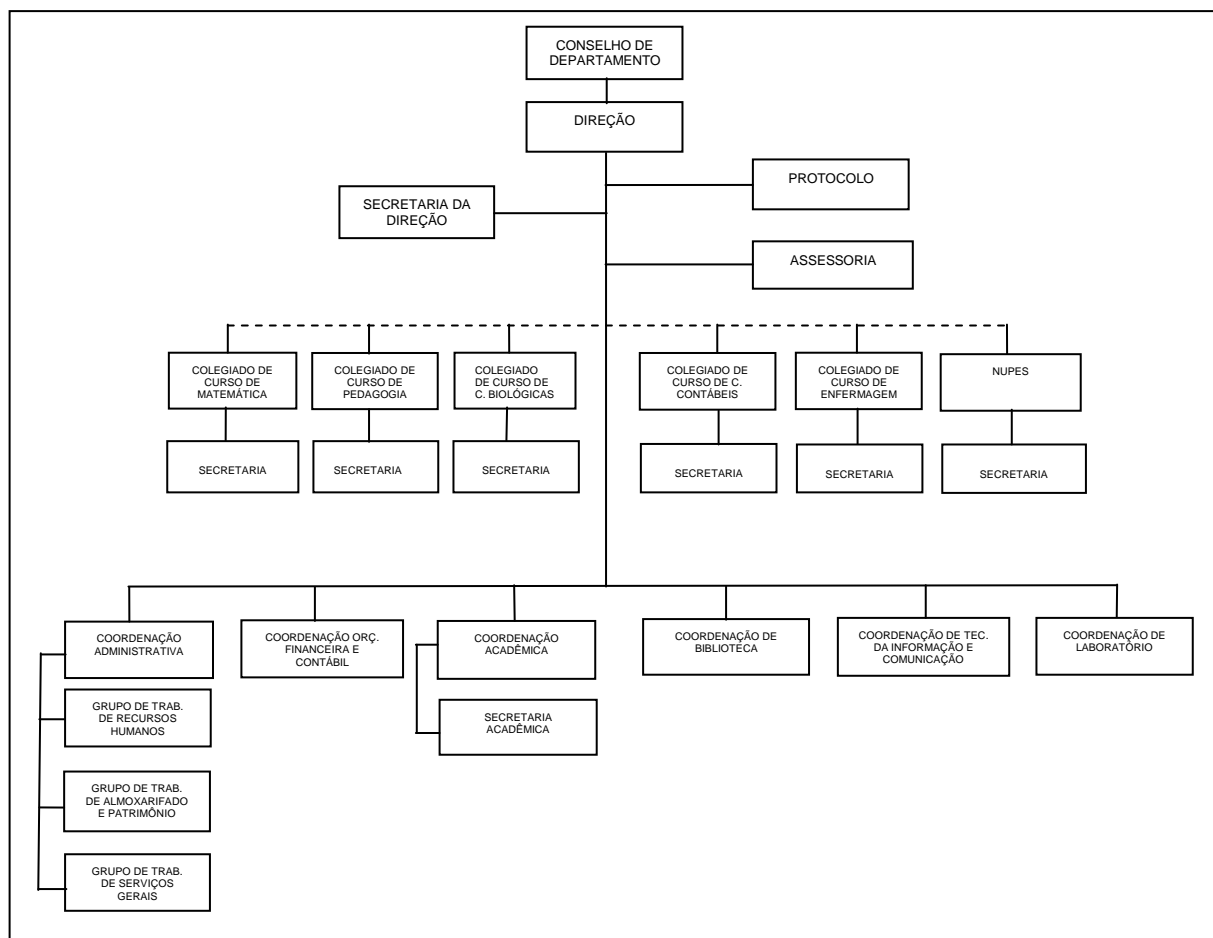 CONSELHO DE
DEPARTAMENTO
DIREÇÃO
PROTOCOLO
SECRETARIA DA
DIREÇÃO
ASSESSORIA
COLEGIADO DE
CURSO DE
MATEMÁTICA
COLEGIADO DE
CURSO DE
PEDAGOGIA
COLEGIADO
DE CURSO DE
C. BIOLÓGICAS
COLEGIADO DE
CURSO DE C.
CONTÁBEIS
COLEGIADO DE
CURSO DE
ENFERMAGEM
NUPES
SECRETARIA
SECRETARIA
SECRETARIA
SECRETARIA
SECRETARIA
SECRETARIA
COORDENAÇÃO
ADMINISTRATIVA
COORDENAÇÃO ORÇ.
FINANCEIRA E
CONTÁBIL
COORDENAÇÃO
ACADÊMICA
COORDENAÇÃO DE
BIBLIOTECA
COORDENAÇÃO DE TEC.
DA INFORMAÇÃO E
COMUNICAÇÃO
COORDENAÇÃO DE
LABORATÓRIO
GRUPO DE TRAB.
DE RECURSOS
HUMANOS
SECRETARIA
ACADÊMICA
GRUPO DE TRAB.
DE ALMOXARIFADO
E PATRIMÔNIO
GRUPO DE TRAB.
DE SERVIÇOS
GERAIS